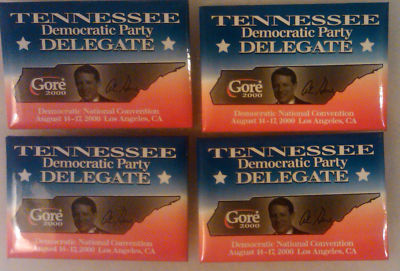 TENNESSEE
Democratic Party
DELEGATE
Gore
2000
Democratic National Convention
August 14-17, 2000 Los Angeles, CA
TENNESSEE
Democratic Party
DELEGATE
Gore
2000
Democratic National Convention
August 14-17, 2000 Los Angeles, CA
TENNESSEE
Democratic Party
DELEGATE
Gore
2000
Democratic National Convention
August 14-17, 2000 Los Angeles, CA
TENNESSEE
Democratic Party
DELEGATE
Gore
2000
Democratic National Convention
August 14-17, 2000 Los Angeles, CA